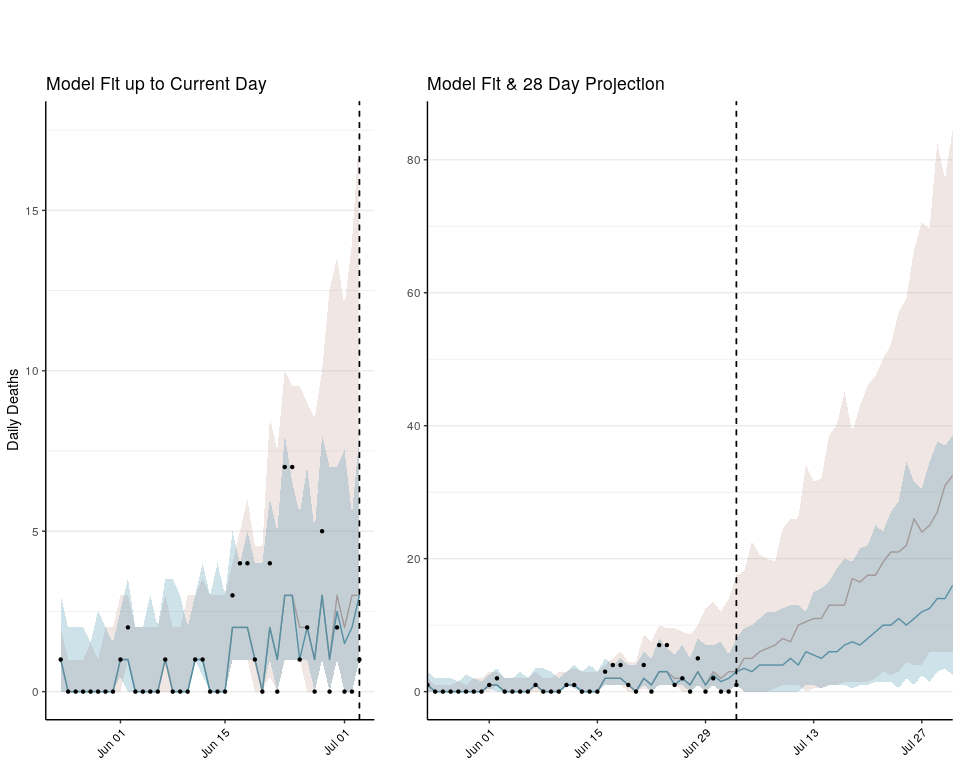 Model Fit up to Current Day
Model Fit & 28 Day Projection
Daily Deaths
15
10
5
0
Jun 01
Jun 15
Jul 01
80
60
40
20
0
Jun 01
Jun 15
Jun 29
Jul 13
Jul 27